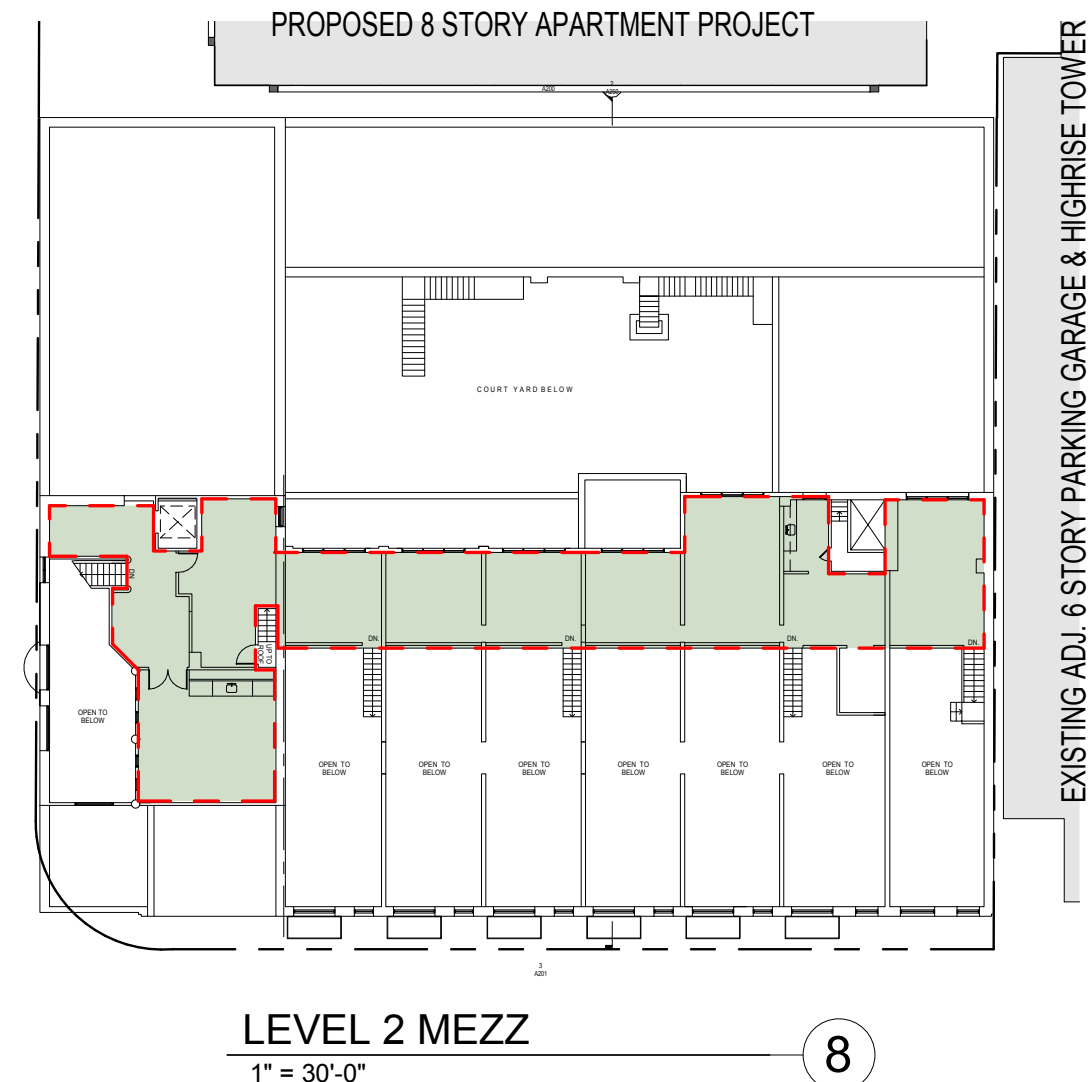 PROPOSED 8 STORY APARTMENT PROJECT
EXISTING ADJ. 6 STORY PARKING GARAGE & HIGHRISE TOWER
A200
2
A250
COURT YARD BELOW
DN.
UP TO
ROOF
DN.
DN.
DN.
DN.
OPEN TO
BELOW
OPEN TO
BELOW
OPEN TO
BELOW
OPEN TO
BELOW
OPEN TO
BELOW
OPEN TO
BELOW
OPEN TO
BELOW
OPEN TO
BELOW
3
A201
LEVEL 2 MEZZ
8
1" = 30'-0"